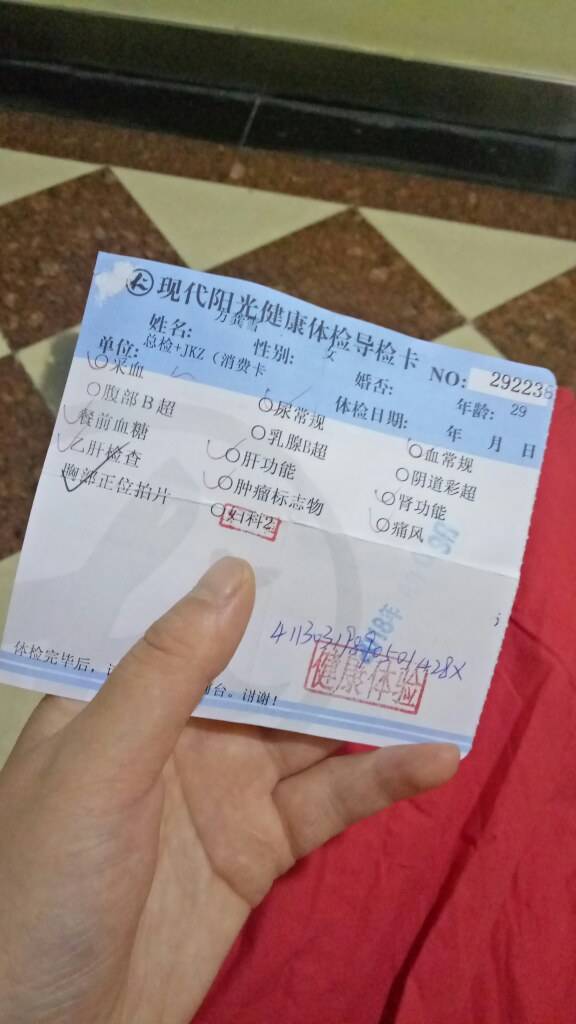 现代阳光健康体检导检卡
NO: 292235
姓名: 性别: 女 婚否: 年龄: 29
单位: 总检+JKZ (消费卡 体检日期: 年 月 日
采血 尿常规 血常规
腹部B超 乳腺B超 阴道彩超
餐前血糖 肝功能 肾功能
乙肝检查 肿瘤标志物 痛风
胸部正位拍片 妇科2
健康体验
体检完毕后, 台。谢谢!